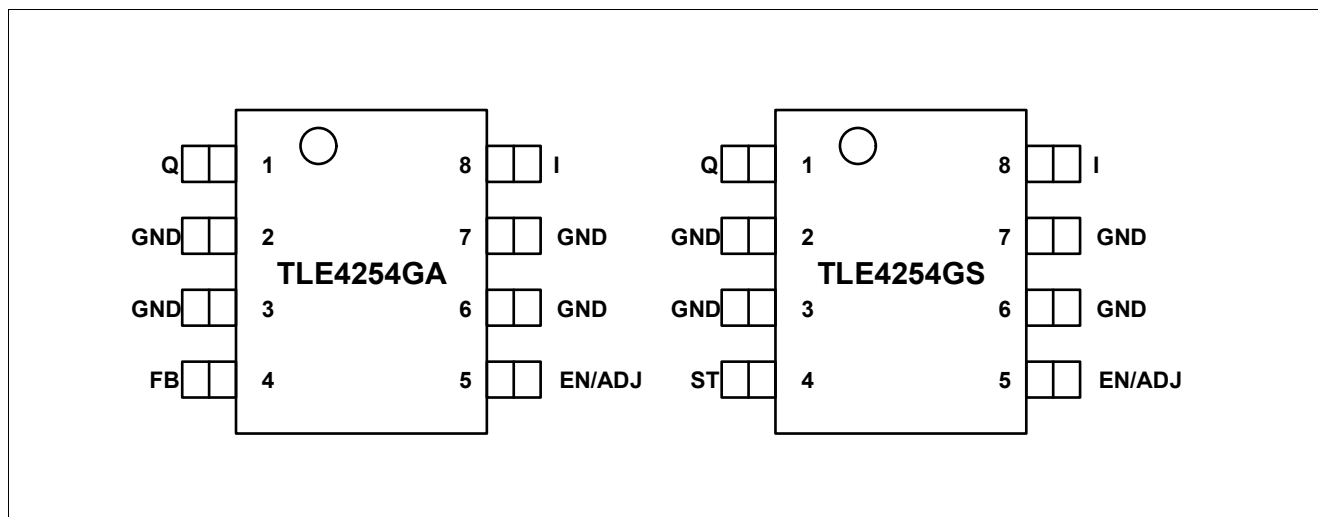 Q 1 8 I
GND 2 7 GND
TLE4254GA
GND 3 6 GND
FB 4 5 EN/ADJ
Q 1 8 I
GND 2 7 GND
TLE4254GS
GND 3 6 GND
ST 4 5 EN/ADJ